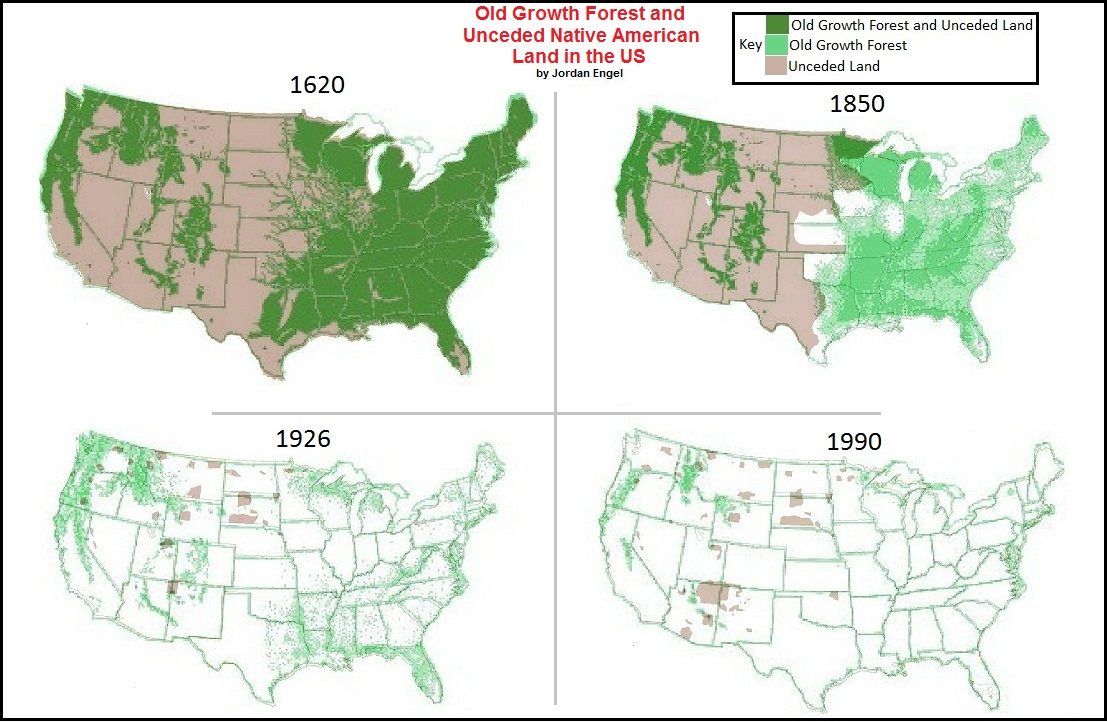 Old Growth Forest and
Unceded Native American
Land in the US
by Jordan Engel
Key
Old Growth Forest and Unceded Land
Old Growth Forest
Unceded Land
1620
1850
1926
1990